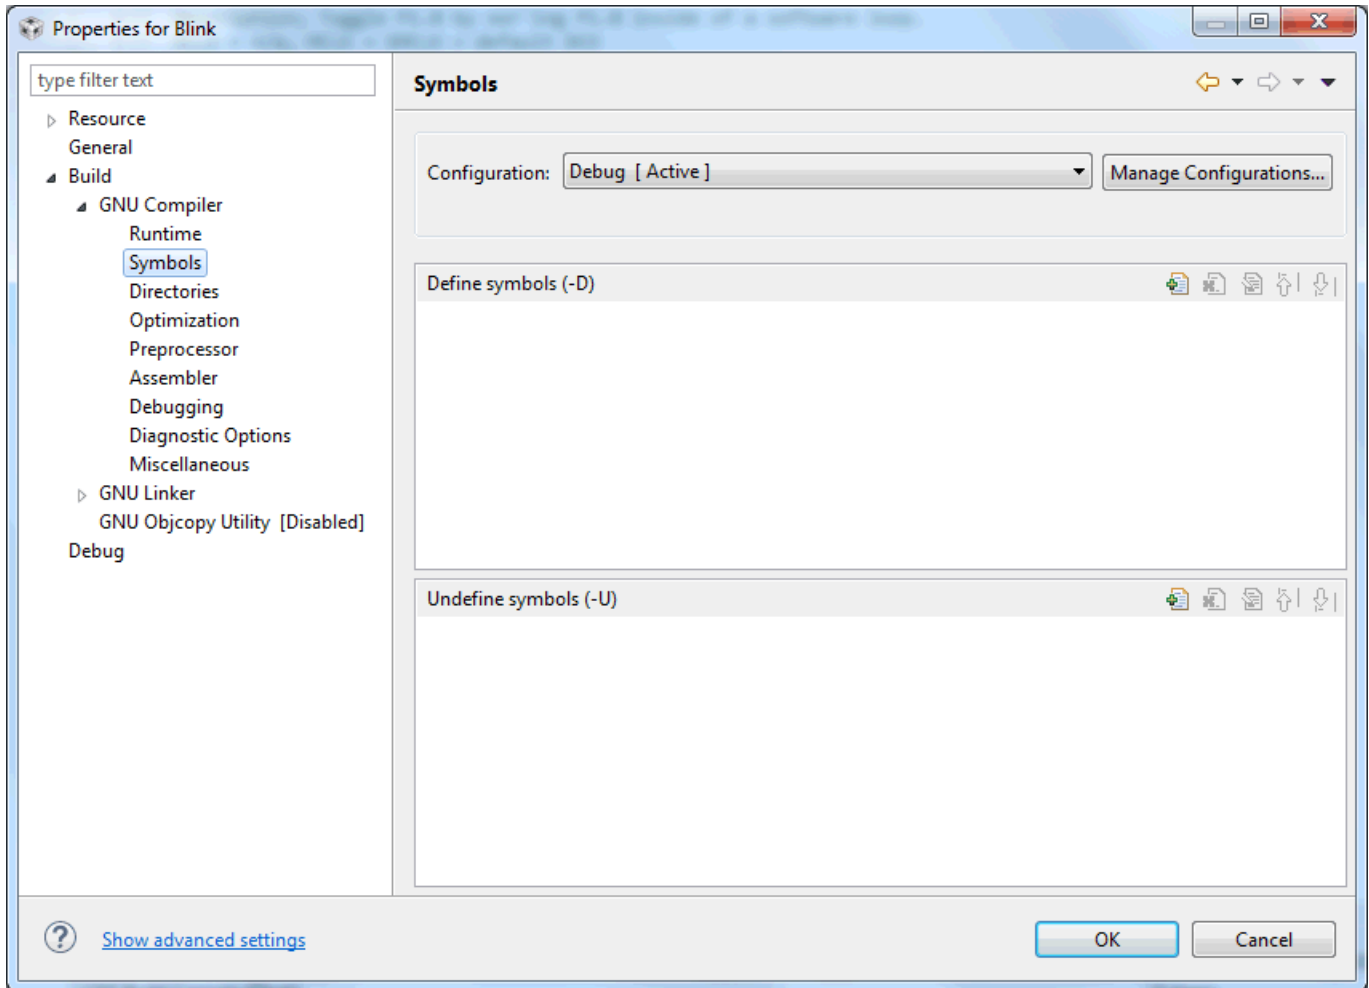 Properties for Blink
type filter text
Resource
General
Build
GNU Compiler
Runtime
Symbols
Directories
Optimization
Preprocessor
Assembler
Debugging
Diagnostic Options
Miscellaneous
GNU Linker
GNU Objcopy Utility [Disabled]
Debug
Symbols
Configuration: Debug [ Active ] Manage Configurations...
Define symbols (-D)
Undefine symbols (-U)
Show advanced settings
OK Cancel